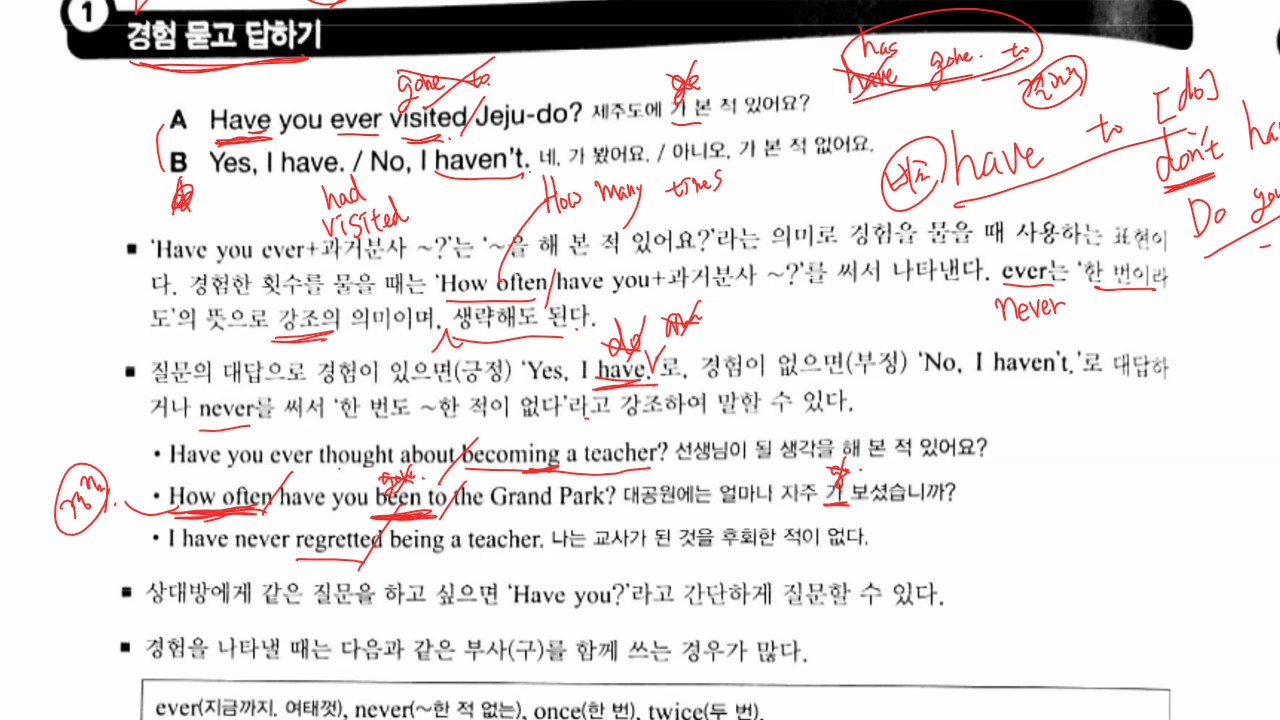 1
경험 묻고 답하기
has
have gone to
gone to
A Have you ever visited Jeju-do? 제주도에 가 본 적 있어요?
B Yes, I have. / No, I haven't. 네, 가 봤어요. / 아니오, 가 본 적 없어요.
have to
[do]
don't ha
Do you
had
visited
How many times
■ 'Have you ever+과거분사 ~?'는 '~을 해 본 적 있어요?'라는 의미로 경험을 물을 때 사용하는 표현이
다. 경험한 횟수를 물을 때는 'How often have you+과거분사 ~?'를 써서 나타낸다. ever는 '한 번이라
도'의 뜻으로 강조의 의미이며, 생략해도 된다.
never
do
■ 질문의 대답으로 경험이 있으면(긍정) 'Yes, I have.'로, 경험이 없으면(부정) 'No, I haven't.'로 대답하
거나 never를 써서 '한 번도 ~한 적이 없다'라고 강조하여 말할 수 있다.
• Have you ever thought about becoming a teacher? 선생님이 될 생각을 해 본 적 있어요?
gone
• How often have you been to the Grand Park? 대공원에는 얼마나 자주 가 보셨습니까?
• I have never regretted being a teacher. 나는 교사가 된 것을 후회한 적이 없다.
■ 상대방에게 같은 질문을 하고 싶으면 'Have you?'라고 간단하게 질문할 수 있다.
■ 경험을 나타낼 때는 다음과 같은 부사(구)를 함께 쓰는 경우가 많다.
ever(지금까지, 여태껏), never(~한 적 없는), once(한 번), twice(두 번),